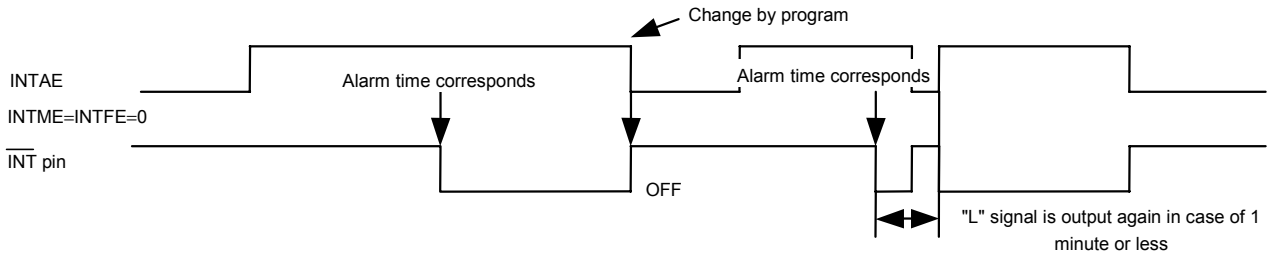 Change by program
INTAE
Alarm time corresponds
Alarm time corresponds
INTME=INTFE=0
INT pin
OFF
"L" signal is output again in case of 1
minute or less